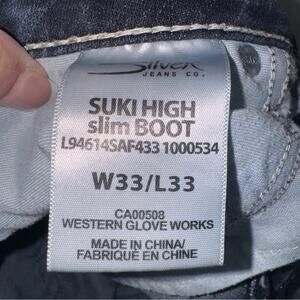 Silver
JEANS CO.
SUKI HIGH
slim BOOT
L94614SAF433 1000534
W33/L33
CA00508
WESTERN GLOVE WORKS
MADE IN CHINA/
FABRIQUÉ EN CHINE